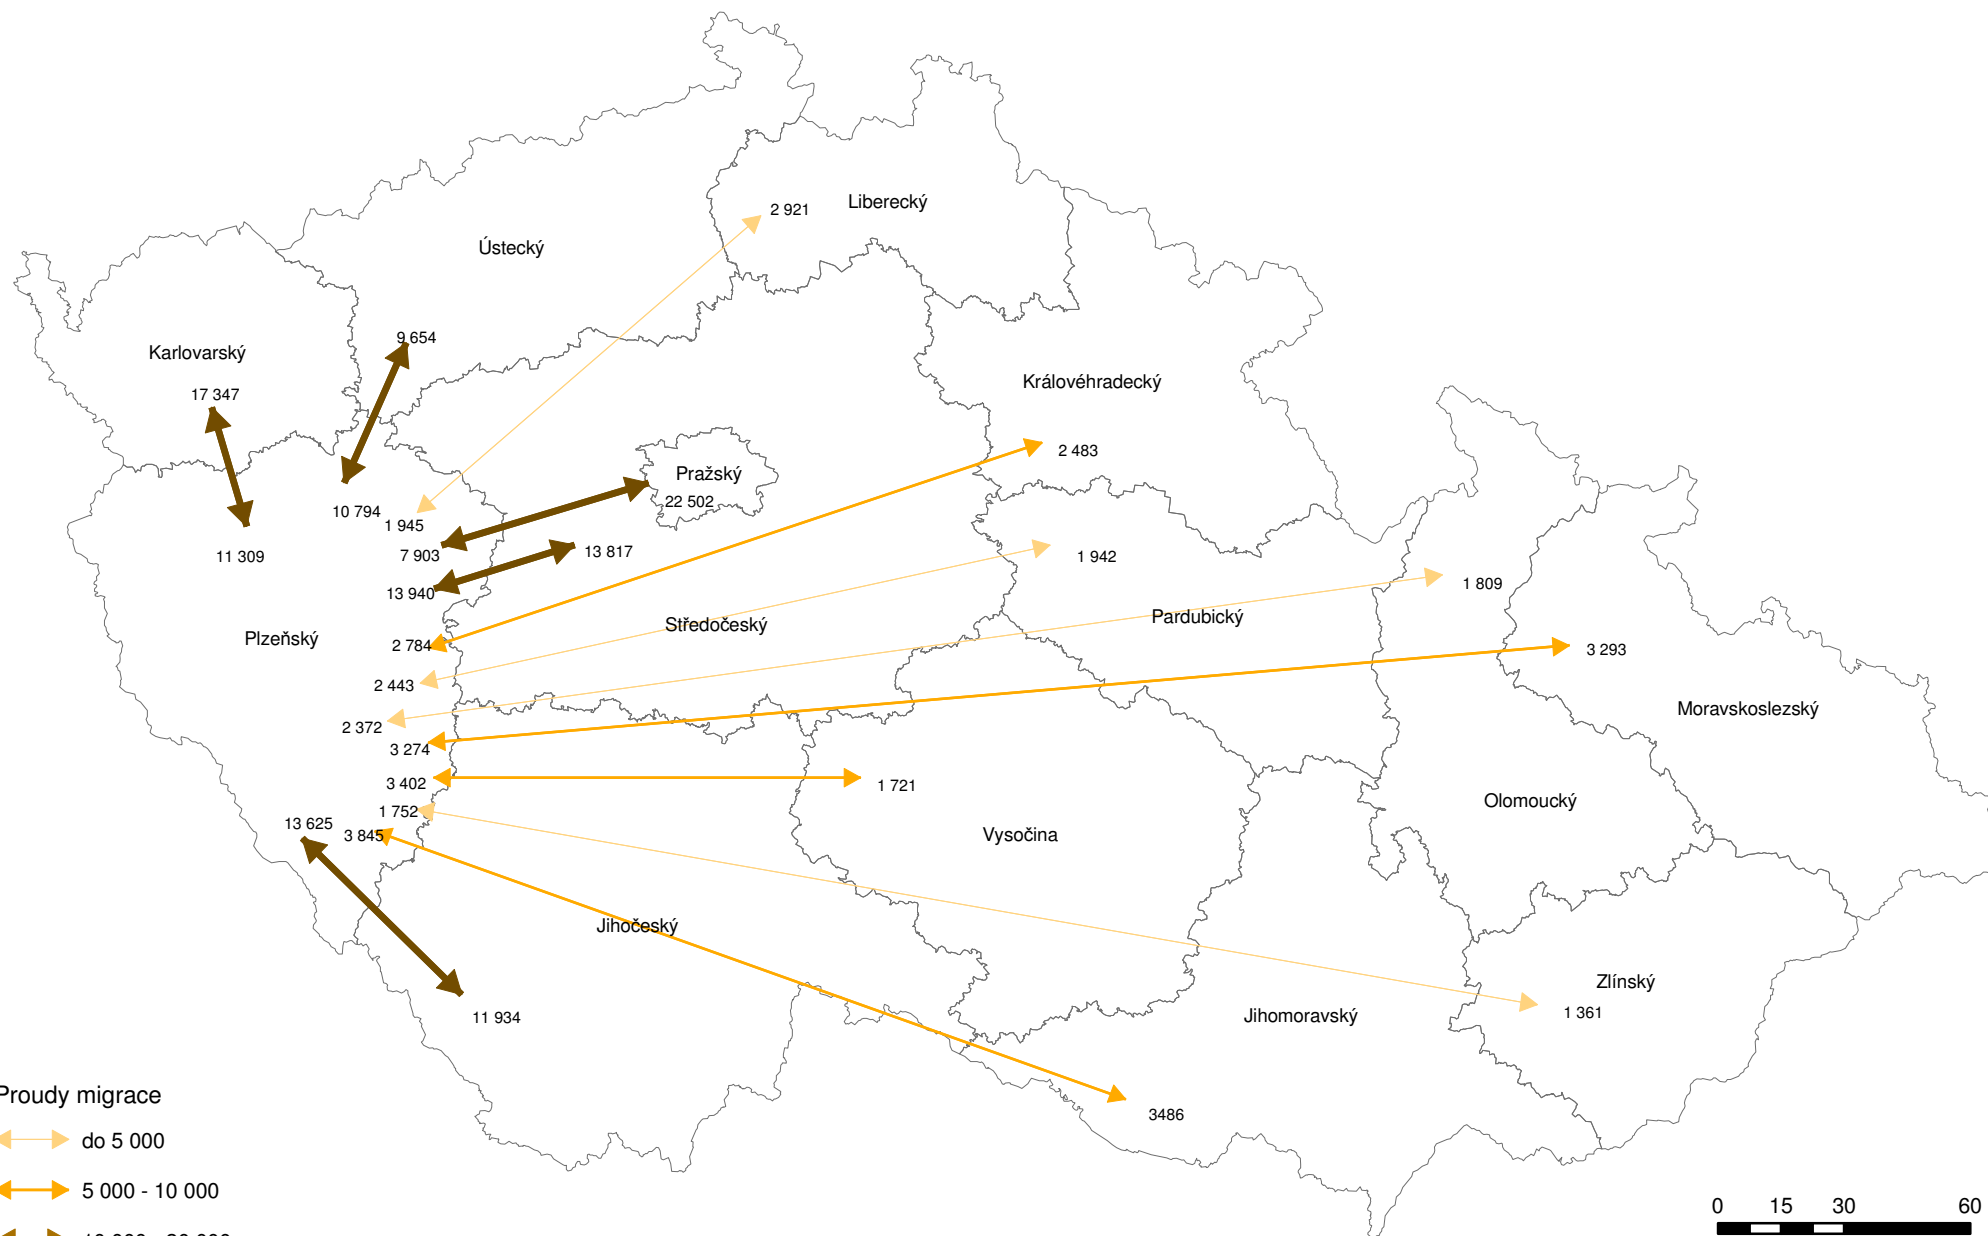 2 921
Liberecký
Ústecký
9 654
Karlovarský
17 347
Královéhradecký
2 483
Pražský
22 502
10 794
1 945
7 903
13 817
11 309
13 940
1 942
1 809
Středočeský
Pardubický
Plzeňský
2 784
3 293
2 443
Moravskoslezský
2 372
3 274
3 402
1 721
Olomoucký
1 752
13 625
3 845
Vysočina
Jihočeský
Zlínský
1 361
Jihomoravský
11 934
3486
Proudy migrace
do 5 000
5 000 - 10 000
0 15 30 60